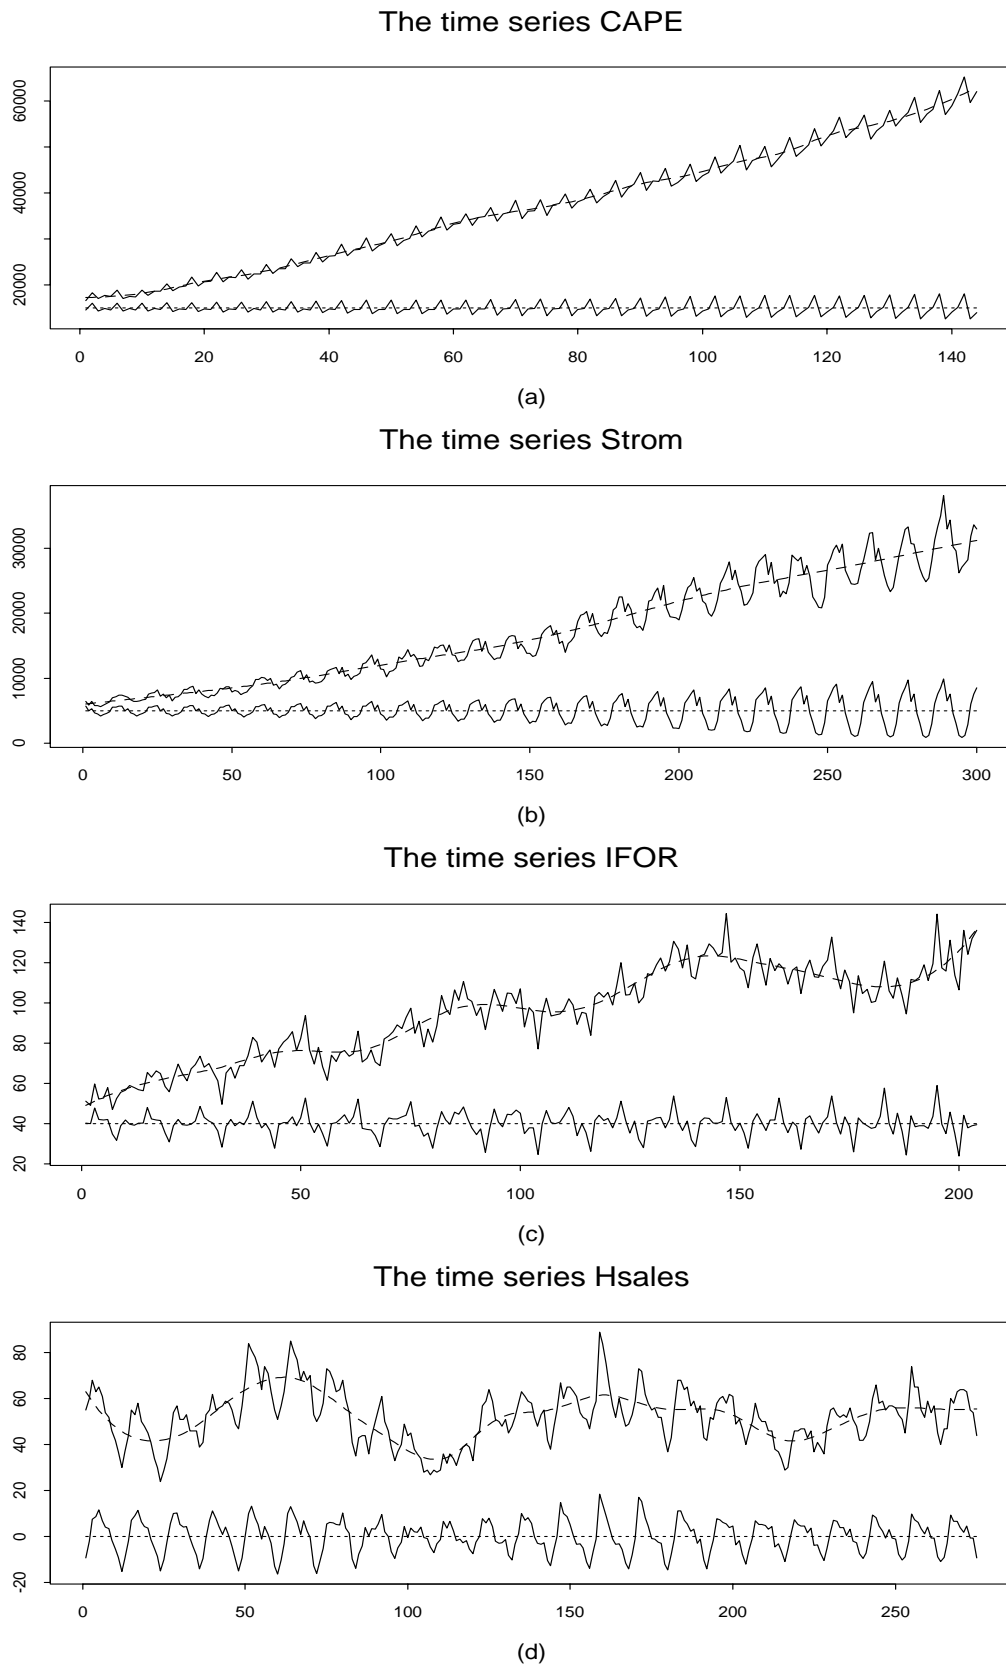 The time series CAPE
60000
40000
20000
0 20 40 60 80 100 120 140
(a)
The time series Strom
30000
20000
10000
0
0 50 100 150 200 250 300
(b)
The time series IFOR
140
120
100
80
60
40
20
0 50 100 150 200
(c)
The time series Hsales
80
60
40
20
0
-20
0 50 100 150 200 250
(d)